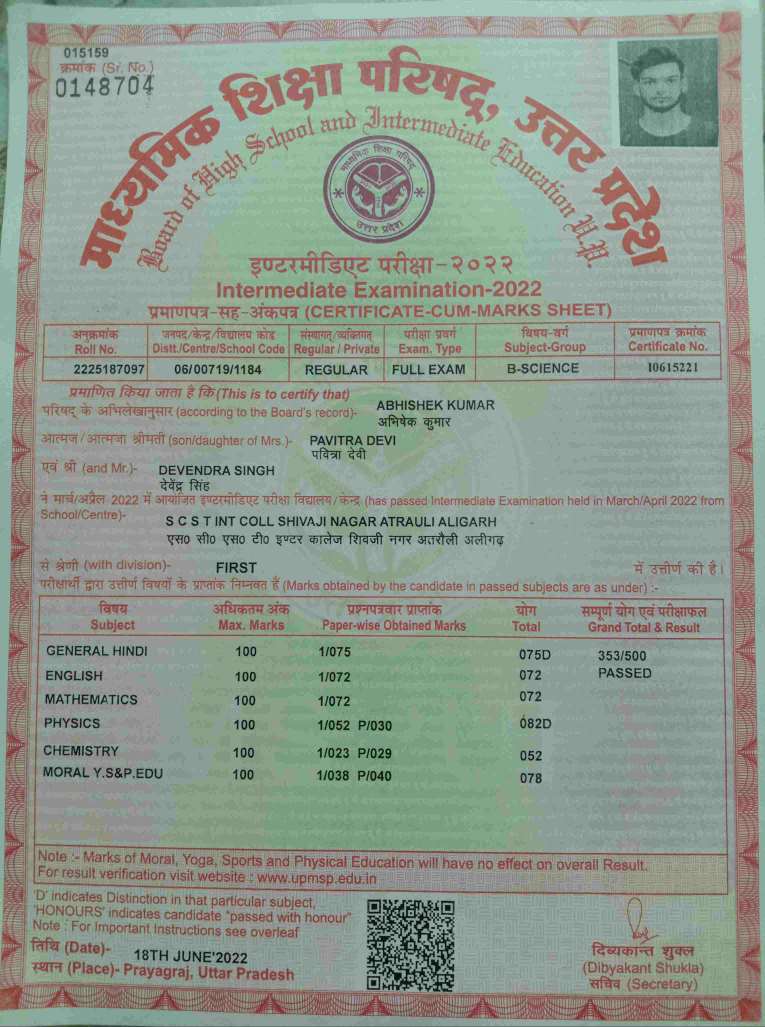 015159
क्रमांक (Sr. No.)
0148704
माध्यमिक शिक्षा परिषद्, उत्तर प्रदेश
Board of High School and Intermediate Education U.P.
माध्यमिक शिक्षा परिषद्
उत्तर प्रदेश
इण्टरमीडिएट परीक्षा-२०२२
Intermediate Examination-2022
प्रमाणपत्र-सह-अंकपत्र (CERTIFICATE-CUM-MARKS SHEET)
अनुक्रमांक जनपद/केन्द्र/विद्यालय कोड संस्थागत/व्यक्तिगत परीक्षा प्रवर्ग विषय-वर्ग प्रमाणपत्र क्रमांक
Roll No. Distt./Centre/School Code Regular / Private Exam. Type Subject-Group Certificate No.
2225187097 06/00719/1184 REGULAR FULL EXAM B-SCIENCE 10615221
प्रमाणित किया जाता है कि (This is to certify that)
परिषद् के अभिलेखानुसार (according to the Board's record)- ABHISHEK KUMAR
अभिषेक कुमार
आत्मज/आत्मजा श्रीमती (son/daughter of Mrs.)- PAVITRA DEVI
पवित्रा देवी
एवं श्री (and Mr.)- DEVENDRA SINGH
देवेंद्र सिंह
ने मार्च/अप्रैल 2022 में आयोजित इण्टरमीडिएट परीक्षा विद्यालय/केन्द्र (has passed Intermediate Examination held in March/April 2022 from
School/Centre)- S C S T INT COLL SHIVAJI NAGAR ATRAULI ALIGARH
एस० सी० एस० टी० इण्टर कालेज शिवजी नगर अतरौली अलीगढ़
से श्रेणी (with division)- FIRST में उत्तीर्ण की है।
परीक्षार्थी द्वारा उत्तीर्ण विषयों के प्राप्तांक निम्नवत हैं (Marks obtained by the candidate in passed subjects are as under) :-
विषय अधिकतम अंक प्रश्नपत्रवार प्राप्तांक योग सम्पूर्ण योग एवं परीक्षाफल
Subject Max. Marks Paper-wise Obtained Marks Total Grand Total & Result
GENERAL HINDI 100 1/075 075D 353/500
ENGLISH 100 1/072 072 PASSED
MATHEMATICS 100 1/072 072
PHYSICS 100 1/052 P/030 082D
CHEMISTRY 100 1/023 P/029 052
MORAL Y.S&P.EDU 100 1/038 P/040 078
Note :- Marks of Moral, Yoga, Sports and Physical Education will have no effect on overall Result.
For result verification visit website : www.upmsp.edu.in
'D' indicates Distinction in that particular subject,
'HONOURS' indicates candidate "passed with honour"
Note : For Important Instructions see overleaf
तिथि (Date)- 18TH JUNE'2022
स्थान (Place)- Prayagraj, Uttar Pradesh
दिव्यकान्त शुक्ल
(Dibyakant Shukla)
सचिव (Secretary)